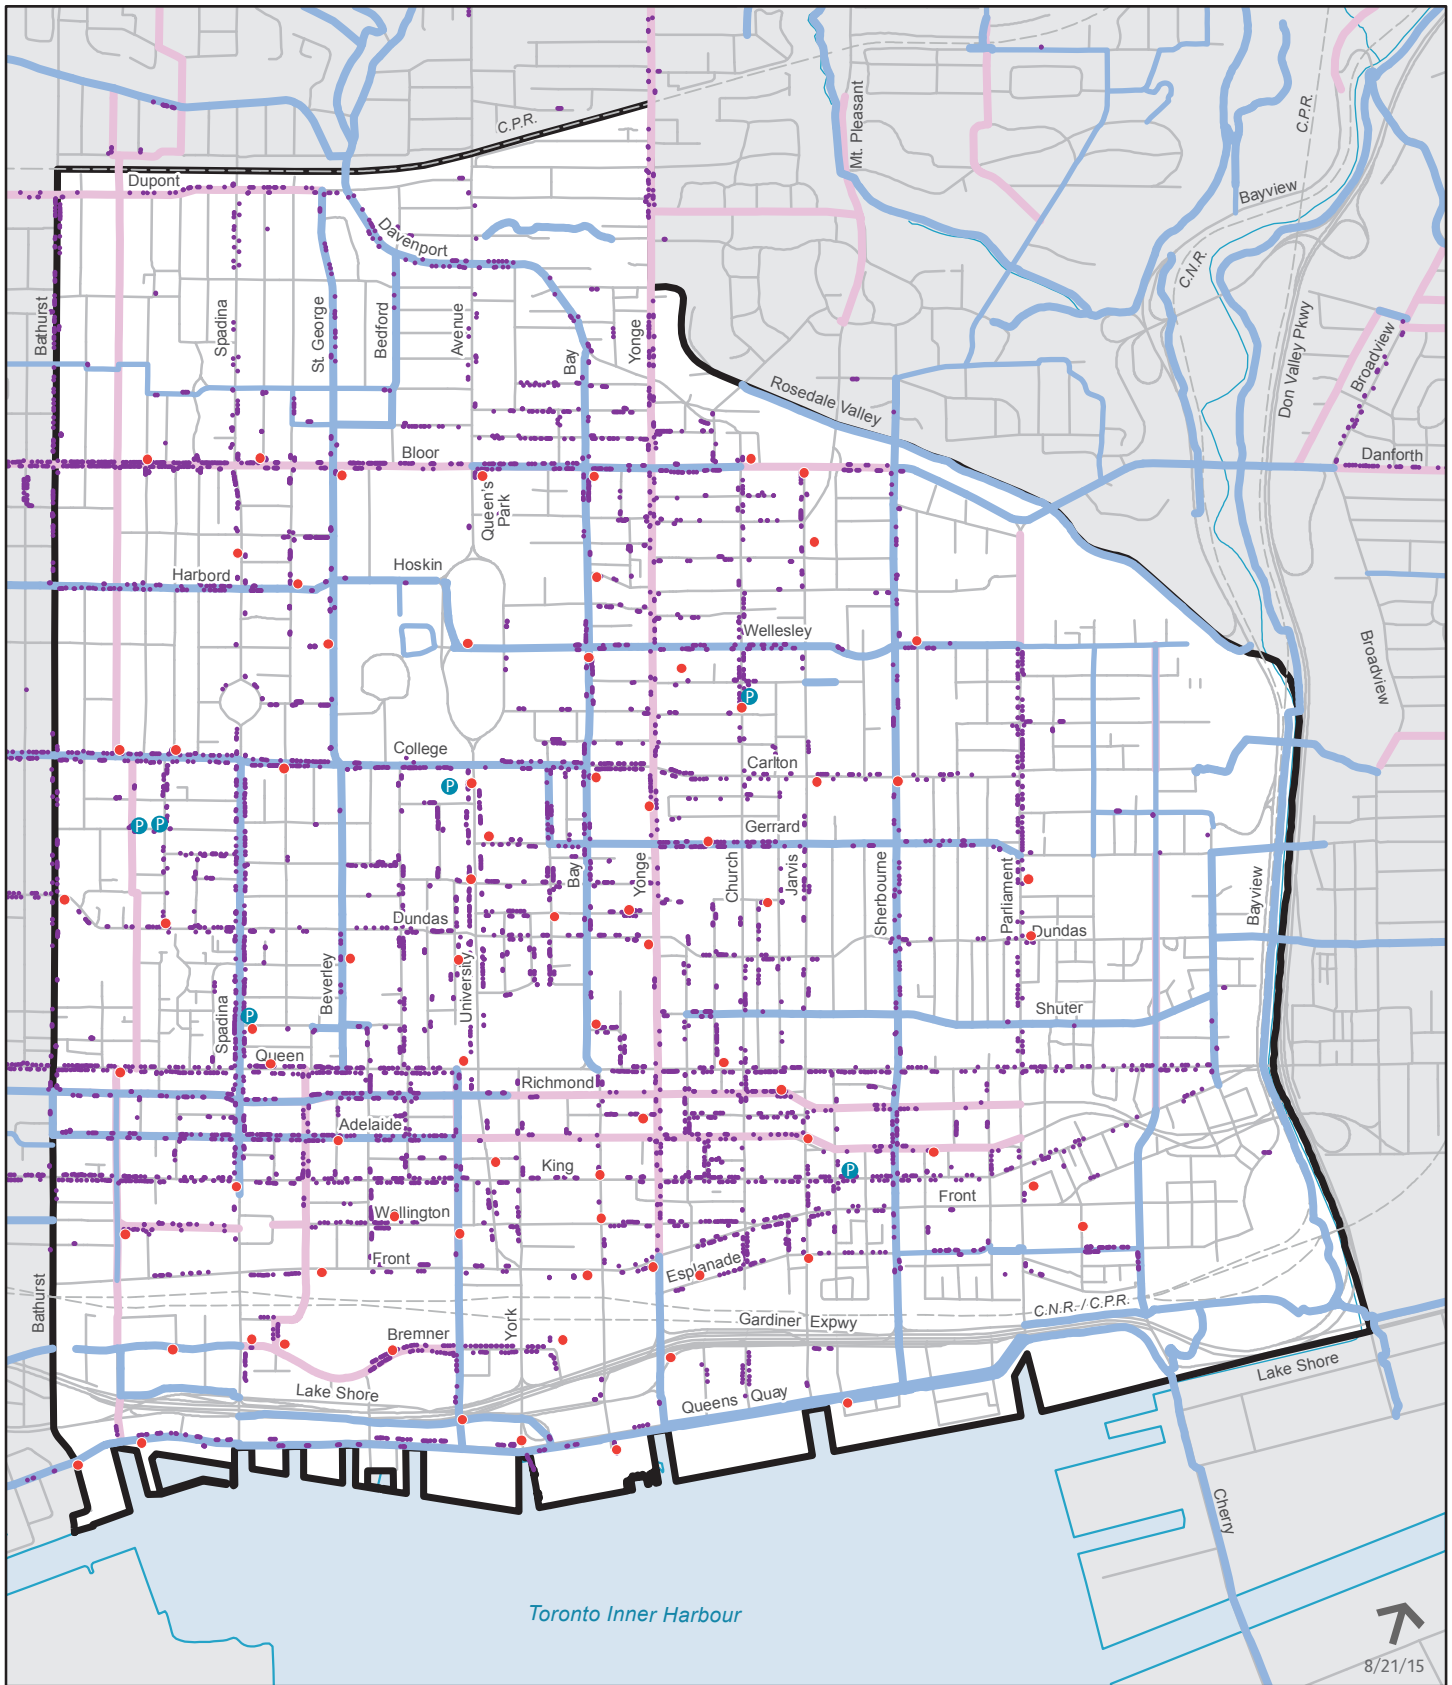 C.P.R.
Mt. Pleasant
C.P.R.
Dupont
Bayview
Davenport
C.N.R.
Bathurst
Spadina
St. George
Bedford
Avenue
Bay
Yonge
Don Valley Pkwy
Broadview
Rosedale Valley
Bloor
Danforth
Queen's
Park
Hoskin
Harbord
Wellesley
Broadview
P
College
Carlton
P
P
P
Gerrard
Bay
Yonge
Church
Jarvis
Sherbourne
Parliament
Bayview
Dundas
Dundas
Spadina
Beverley
University
P
Shuter
Queen
Richmond
Adelaide
King
P
Front
Wellington
Front
Esplanade
Bathurst
York
Gardiner Expwy
C.N.R. / C.P.R.
Bremner
Lake Shore
Queens Quay
Lake Shore
Cherry
Toronto Inner Harbour
8/21/15